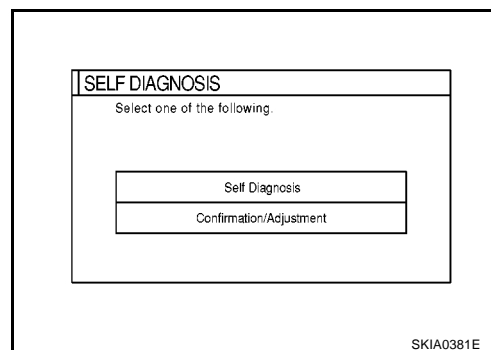 SELF DIAGNOSIS
Select one of the following.
Self Diagnosis
Confirmation/Adjustment
SKIA0381E